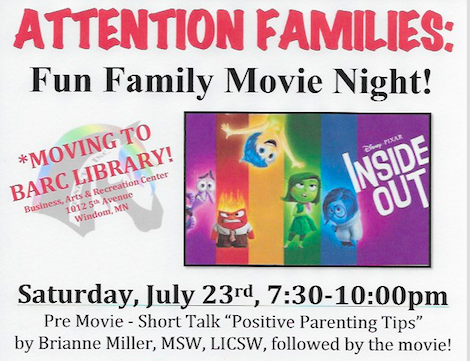 ATTENTION FAMILIES:
Fun Family Movie Night!
*MOVING TO
BARC LIBRARY!
Business, Arts & Recreation Center
1012 5th Avenue
Windom, MN
DISNEY PIXAR
INSIDE
OUT
Saturday, July 23rd, 7:30-10:00pm
Pre Movie - Short Talk “Positive Parenting Tips”
by Brianne Miller, MSW, LICSW, followed by the movie!